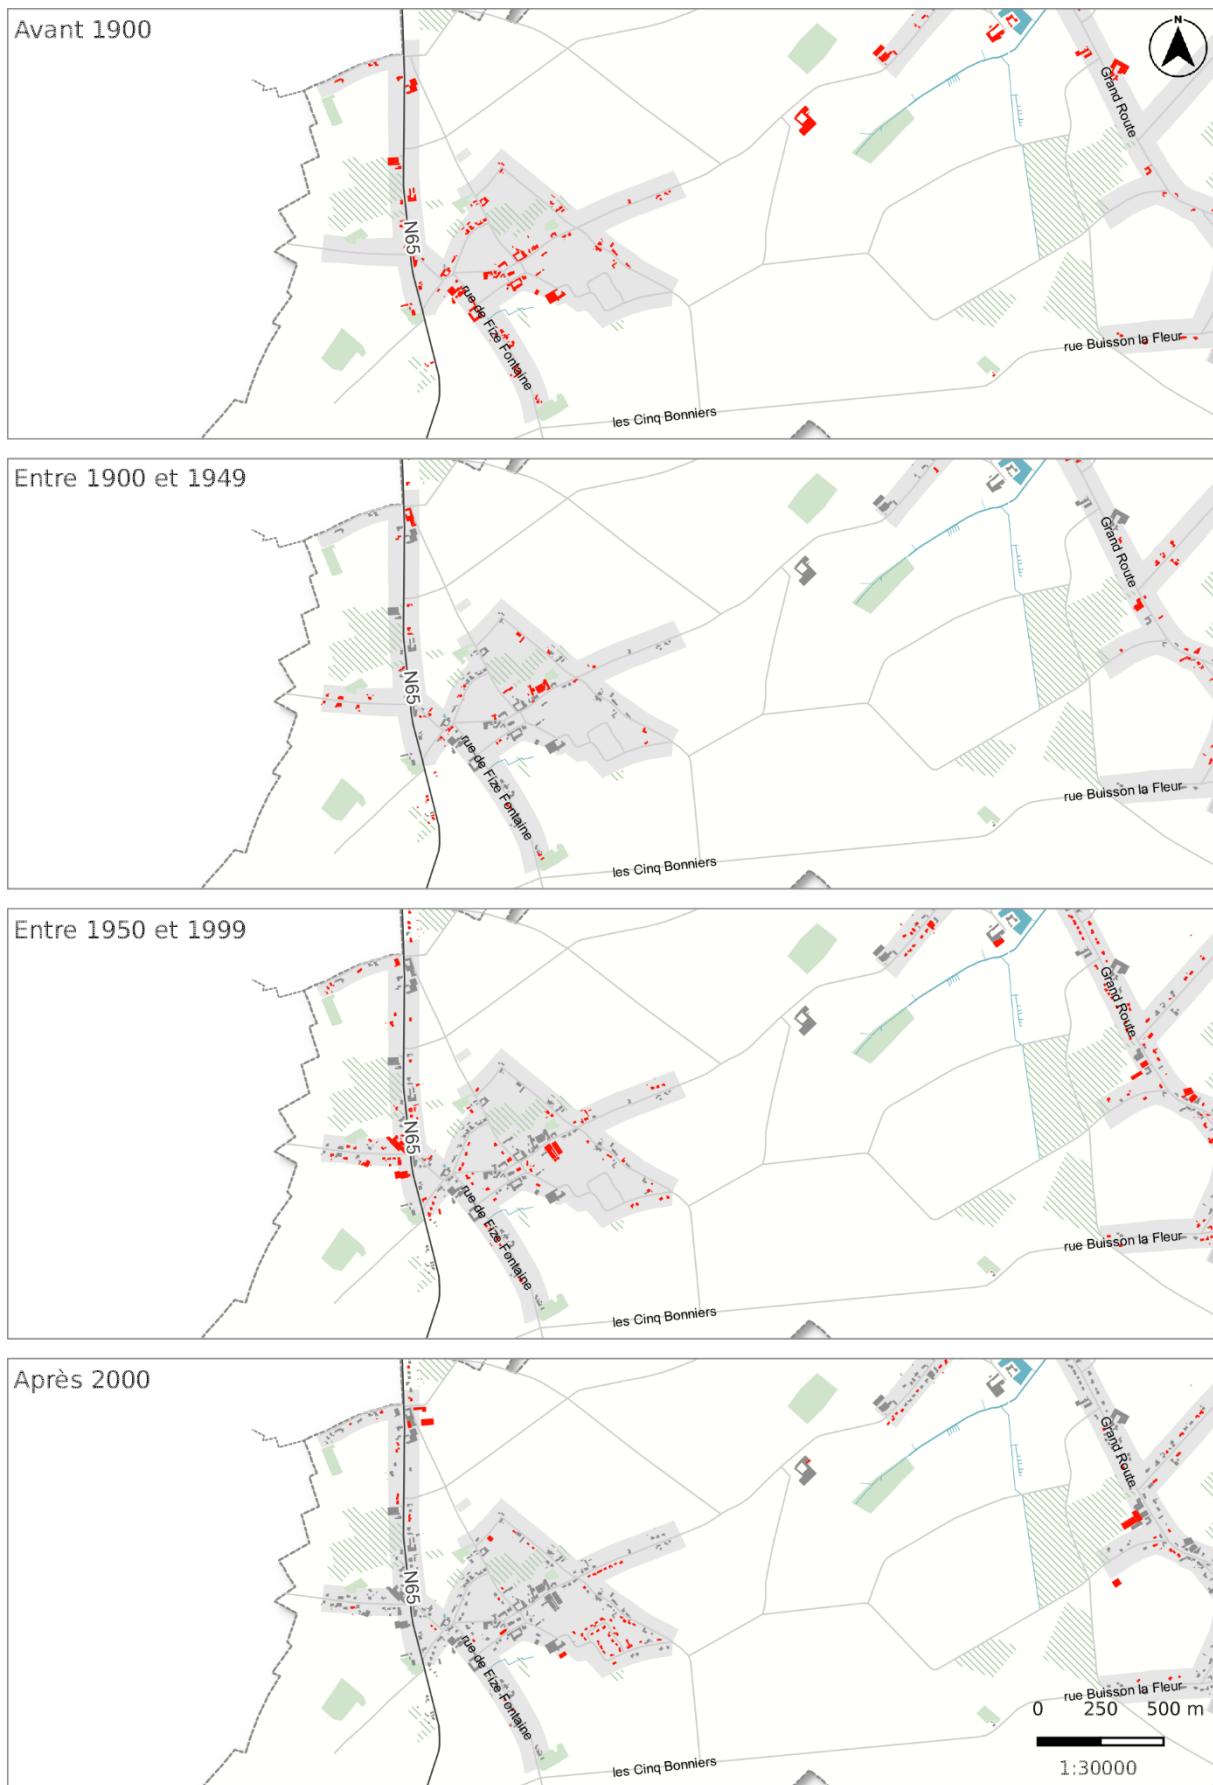 Avant 1900
N
Grand Route
N65
rue de Fize Fontaine
rue Buisson la Fleur
les Cinq Bonniers
Entre 1900 et 1949
Grand Route
N65
rue de Fize Fontaine
rue Buisson la Fleur
les Cinq Bonniers
Entre 1950 et 1999
Grand Route
N65
rue de Fize Fontaine
rue Buisson la Fleur
les Cinq Bonniers
Après 2000
Grand Route
N65
rue de Fize Fontaine
rue Buisson la Fleur
0 250 500 m
les Cinq Bonniers
1:30000